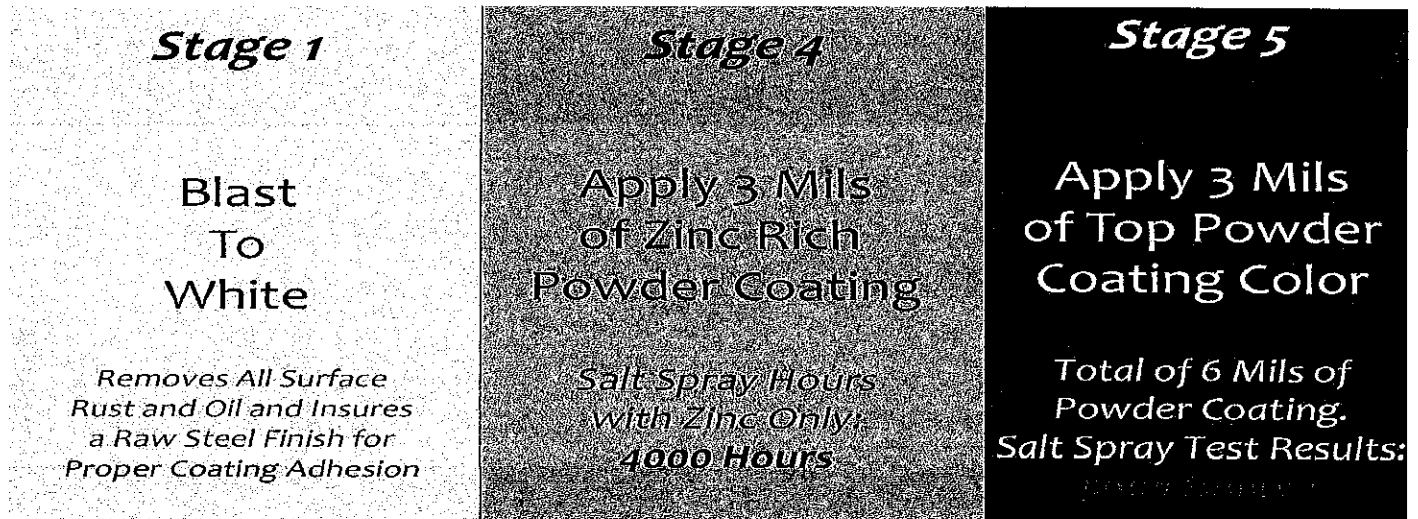 Stage 1
Blast
To
White
Removes All Surface
Rust and Oil and Insures
a Raw Steel Finish for
Proper Coating Adhesion
Stage 4
Apply 3 Mils
of Zinc Rich
Powder Coating
Salt Spray Hours
with Zinc Only:
4000 Hours
Stage 5
Apply 3 Mils
of Top Powder
Coating Color
Total of 6 Mils of
Powder Coating.
Salt Spray Test Results: